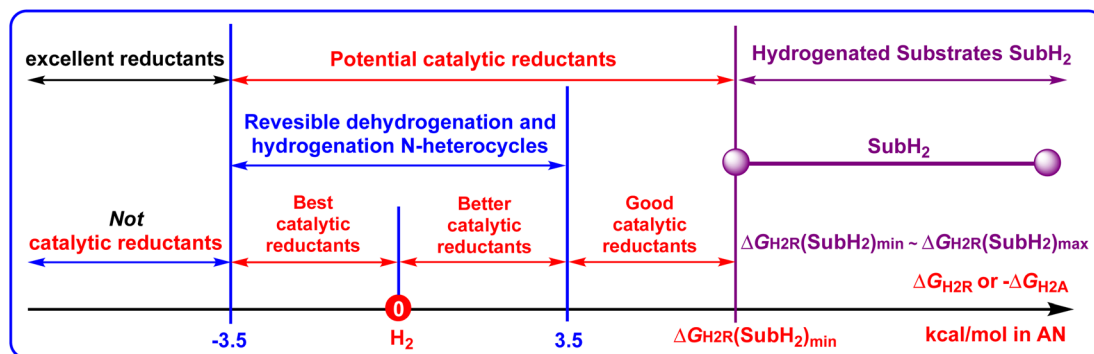 excellent reductants
Potential catalytic reductants
Hydrogenated Substrates SubH2
Revesible dehydrogenation and
hydrogenation N-heterocycles
SubH2
Not
catalytic reductants
Best
catalytic
reductants
Better
catalytic
reductants
Good
catalytic
reductants
ΔGH2R(SubH2)min ~ ΔGH2R(SubH2)max
ΔGH2R or -ΔGH2A
0
-3.5
H2
3.5
ΔGH2R(SubH2)min
kcal/mol in AN